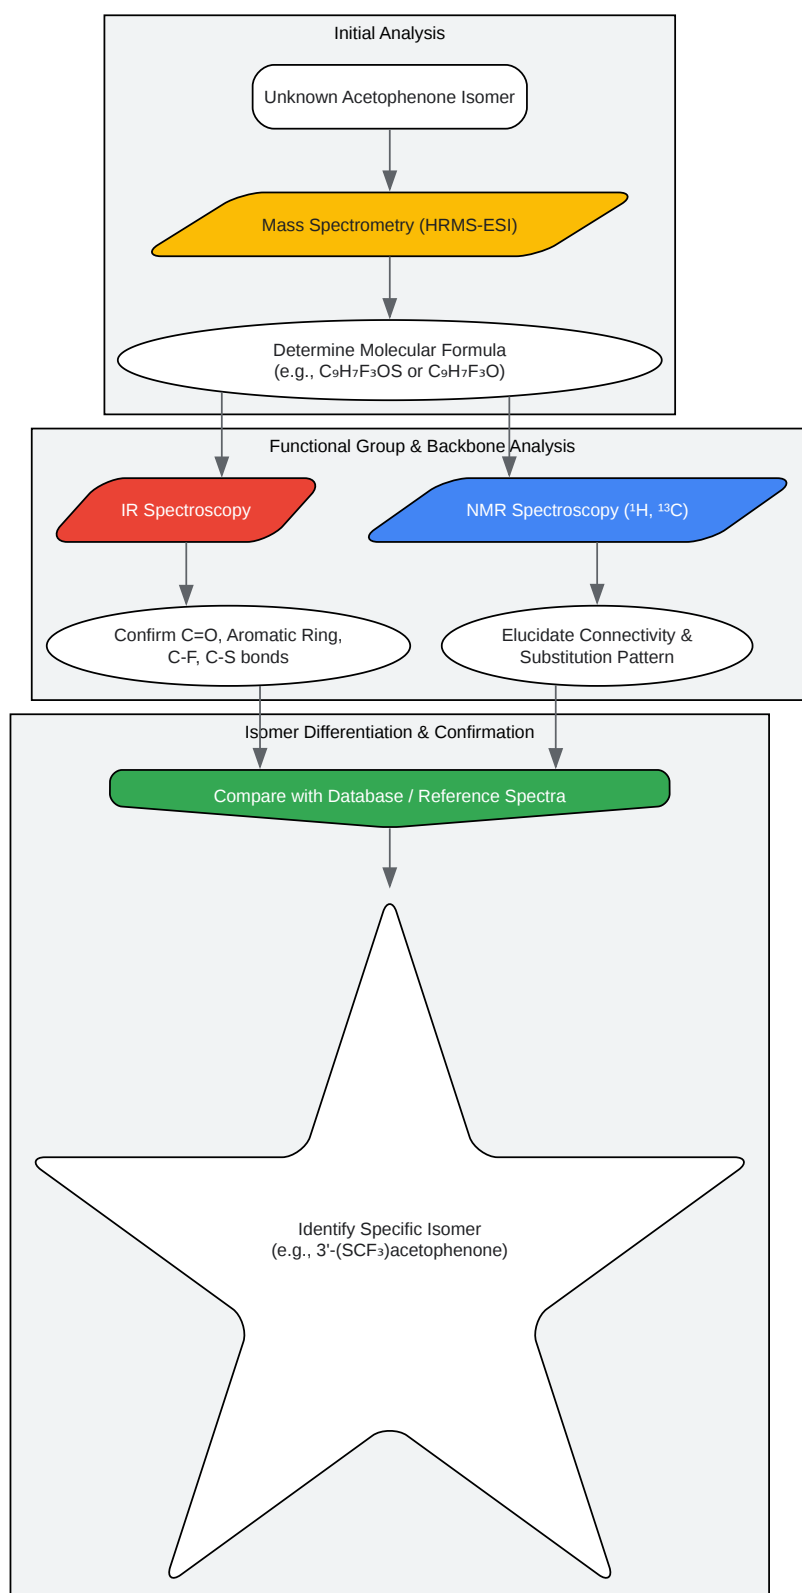 Initial Analysis
Unknown Acetophenone Isomer
Mass Spectrometry (HRMS-ESI)
Determine Molecular Formula
(e.g., C₉H₇F₃OS or C₉H₇F₃O)
Functional Group & Backbone Analysis
IR Spectroscopy
NMR Spectroscopy (¹H, ¹³C)
Confirm C=O, Aromatic Ring,
C-F, C-S bonds
Elucidate Connectivity &
Substitution Pattern
Isomer Differentiation & Confirmation
Compare with Database / Reference Spectra
Identify Specific Isomer
(e.g., 3'-(SCF₃)acetophenone)